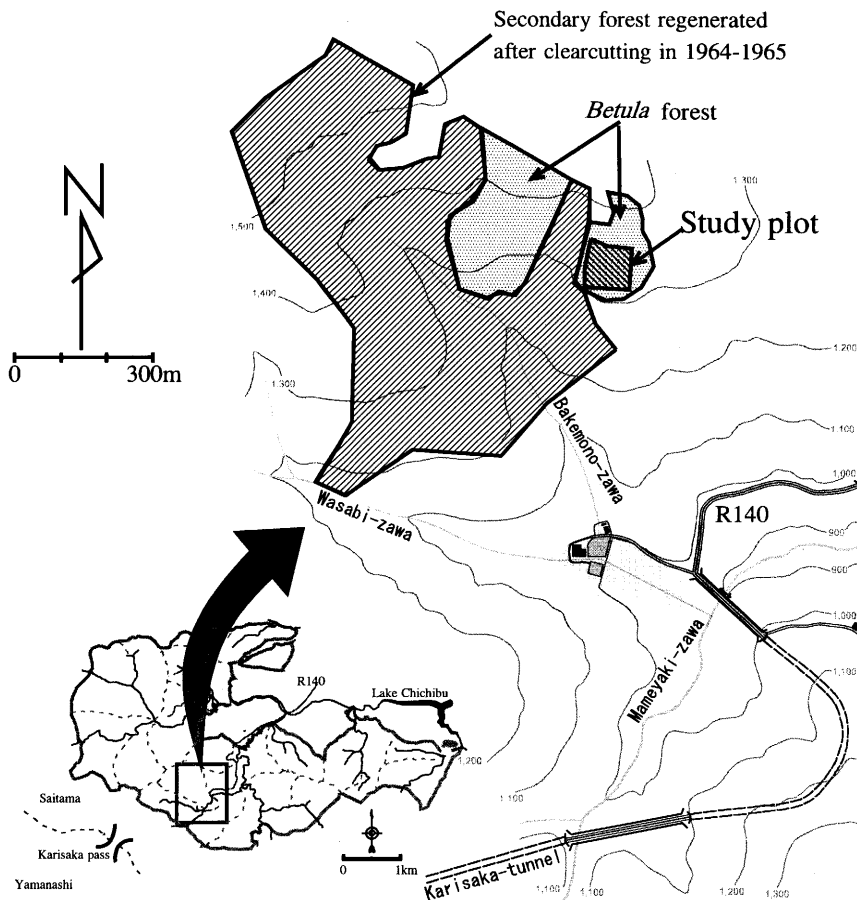 Secondary forest regenerated
after clearcutting in 1964-1965
Betula forest
1,300
Study plot
N
1,500
1,400
1,200
0 300m
1,300
Bakemono-zawa
1,100
1,000
Wasabi-zawa
R140
900
900
1,000
Mameyaki-zawa
1,100
R140
Lake Chichibu
1,200
1,100
Saitama
Karisaka pass
0 1km
Yamanashi
Karisaka-tunnel
1,100
1,100
1,200
1,300